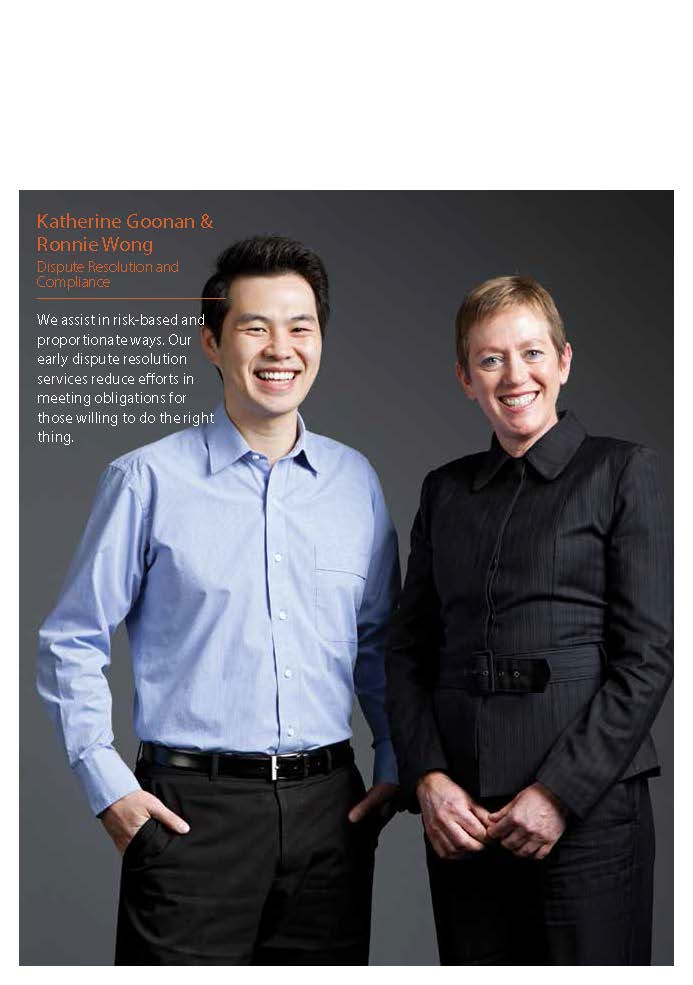 Katherine Goonan &
Ronnie Wong
Dispute Resolution and
Compliance
We assist in risk-based and
proportionate ways. Our
early dispute resolution
services reduce efforts in
meeting obligations for
those willing to do the right
thing.